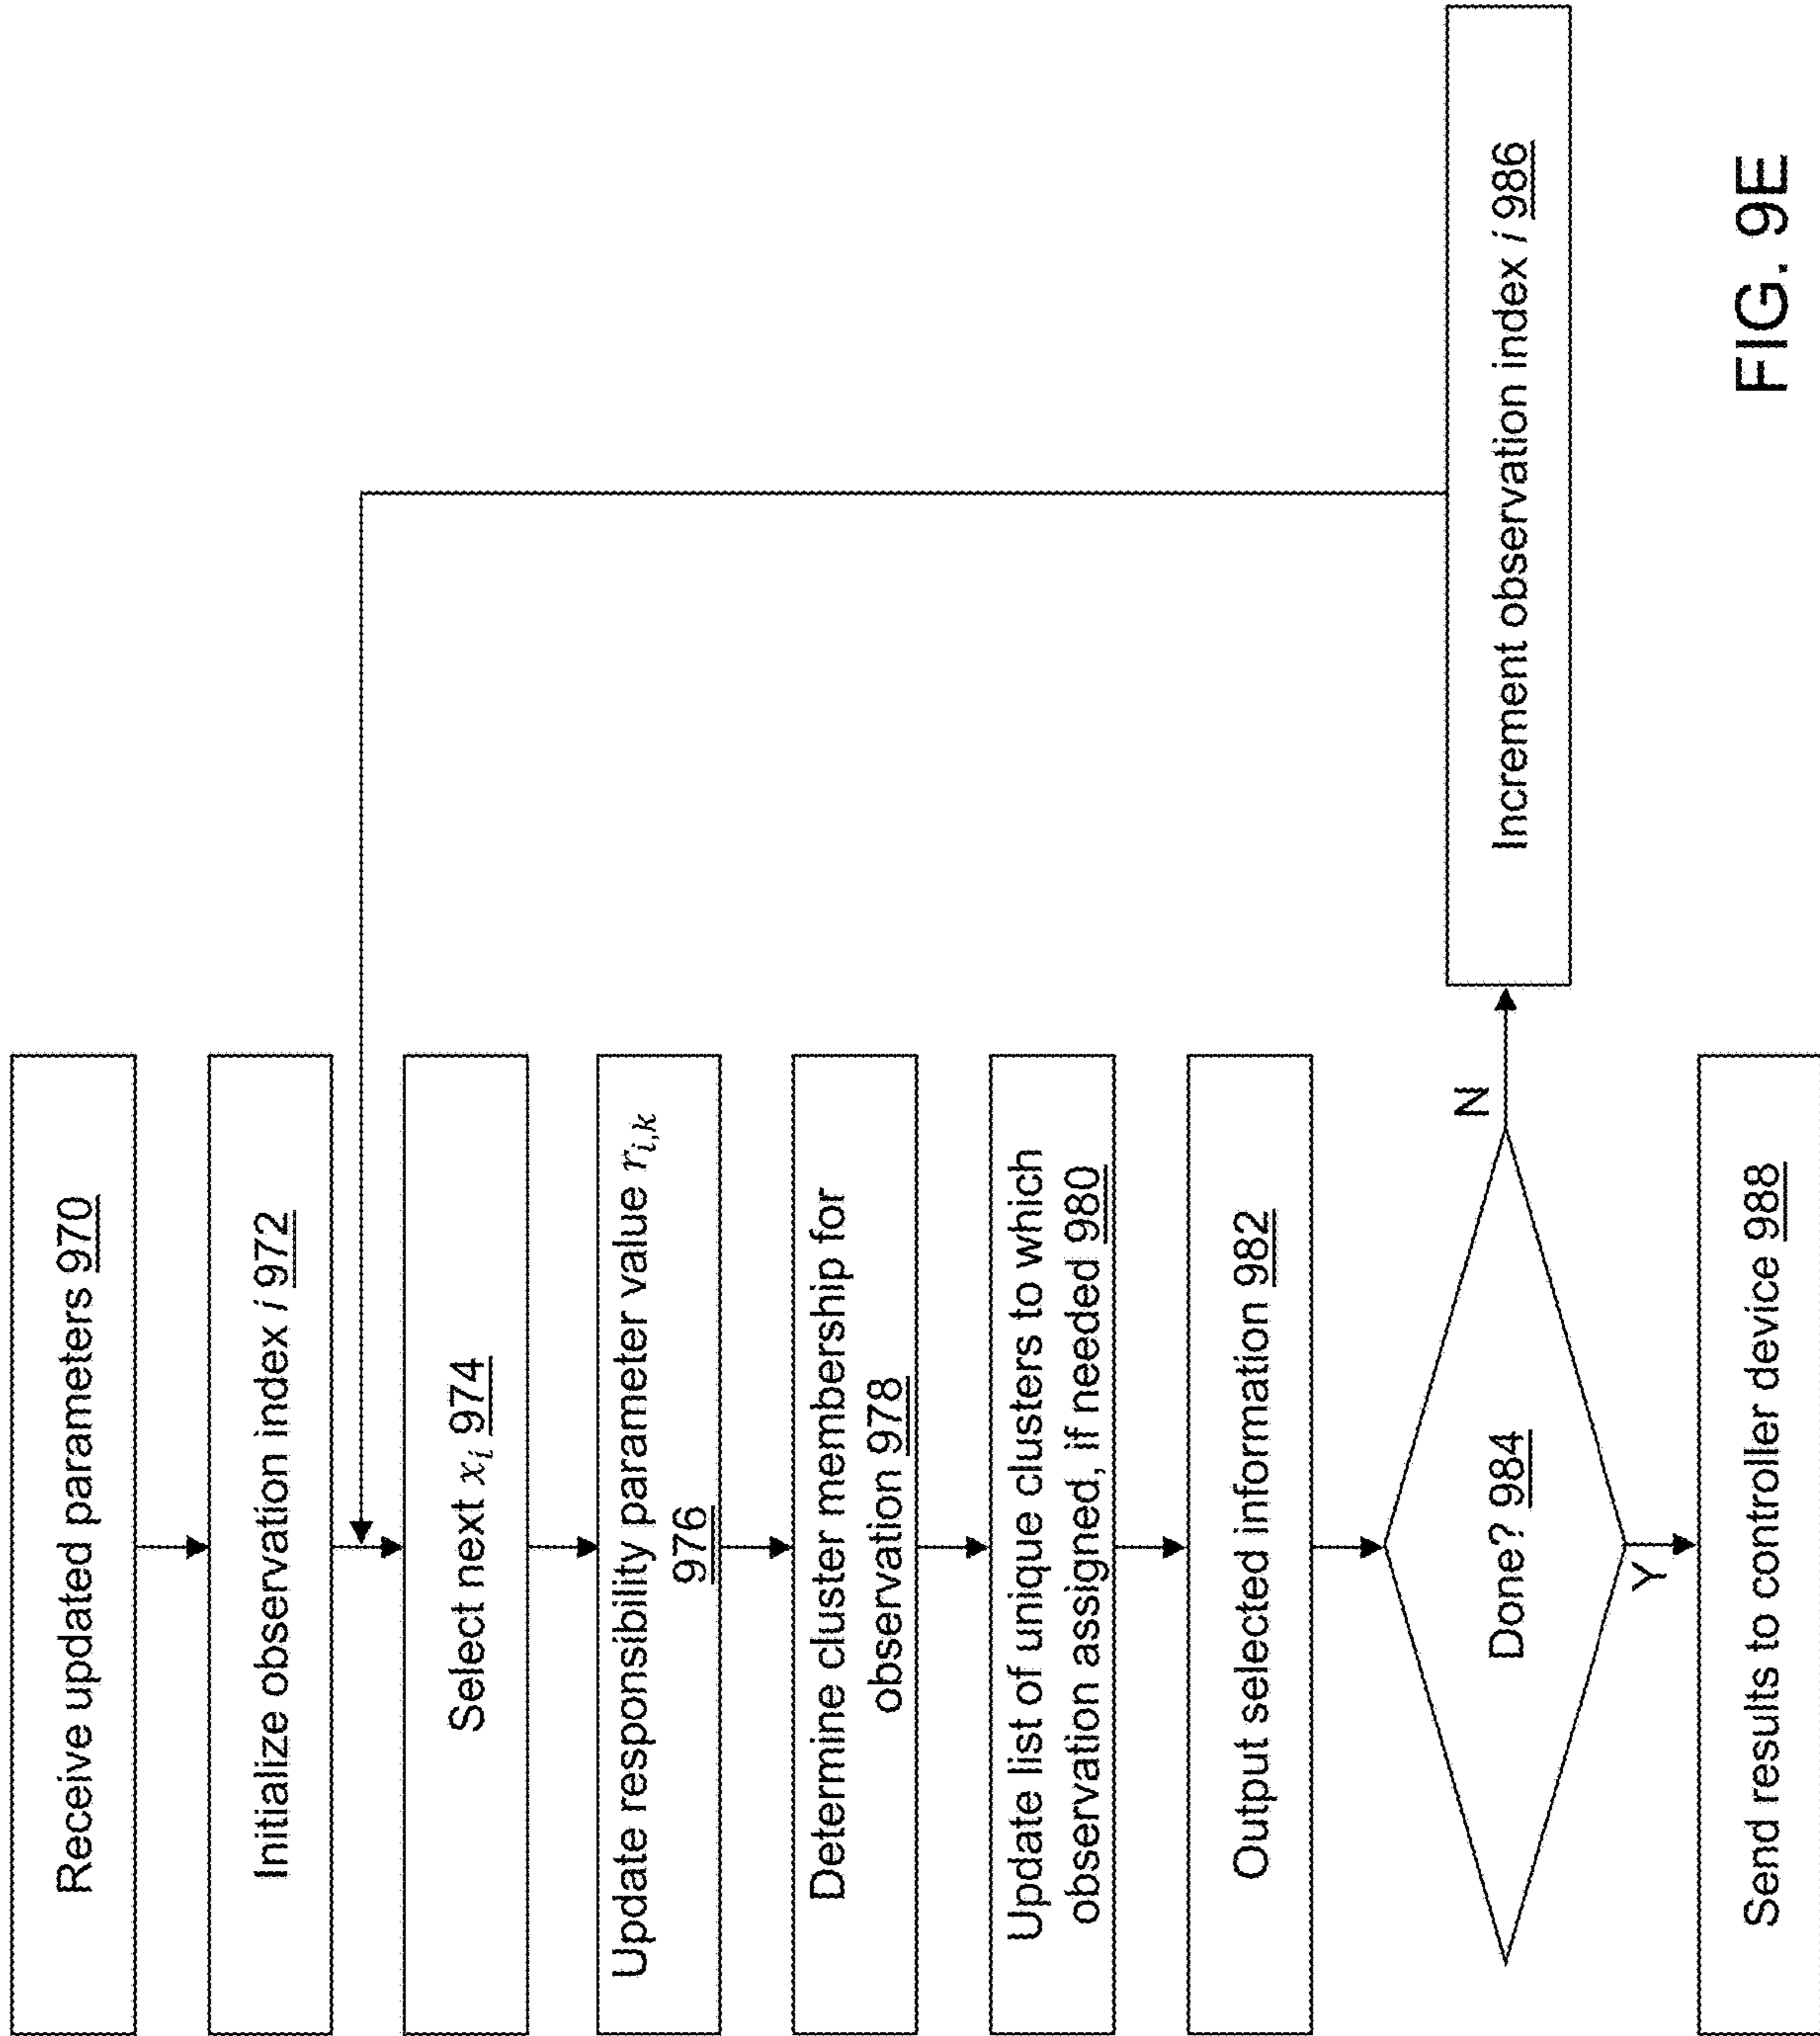 Receive updated parameters 970
Initialize observation index i 972
Select next xᵢ 974
Update responsibility parameter value rᵢ,ₖ
976
Determine cluster membership for
observation 978
Update list of unique clusters to which
observation assigned, if needed 980
Output selected information 982
Done? 984
N
Increment observation index i 986
Y
Send results to controller device 988
FIG. 9E